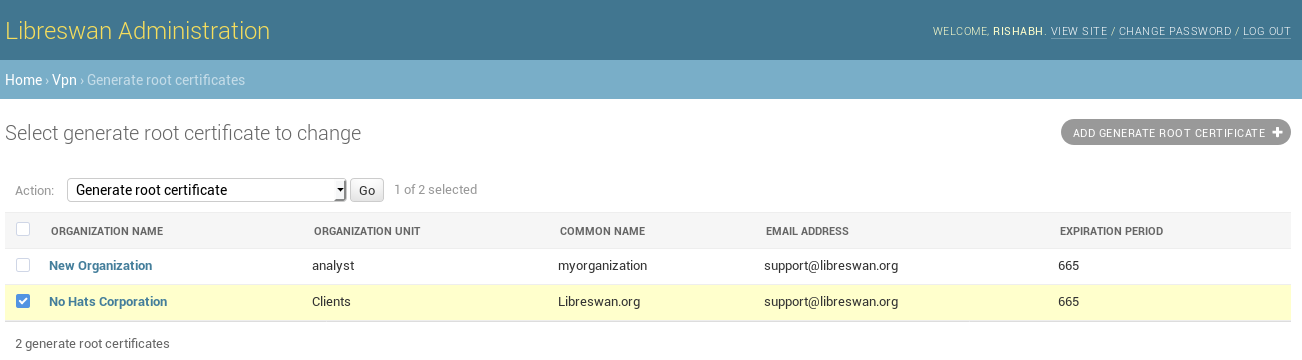 Libreswan Administration
WELCOME, RISHABH. VIEW SITE / CHANGE PASSWORD / LOG OUT
Home › Vpn › Generate root certificates
Select generate root certificate to change
ADD GENERATE ROOT CERTIFICATE +
Action: Generate root certificate Go 1 of 2 selected
ORGANIZATION NAME ORGANIZATION UNIT COMMON NAME EMAIL ADDRESS EXPIRATION PERIOD
New Organization analyst myorganization support@libreswan.org 665
No Hats Corporation Clients Libreswan.org support@libreswan.org 665
2 generate root certificates